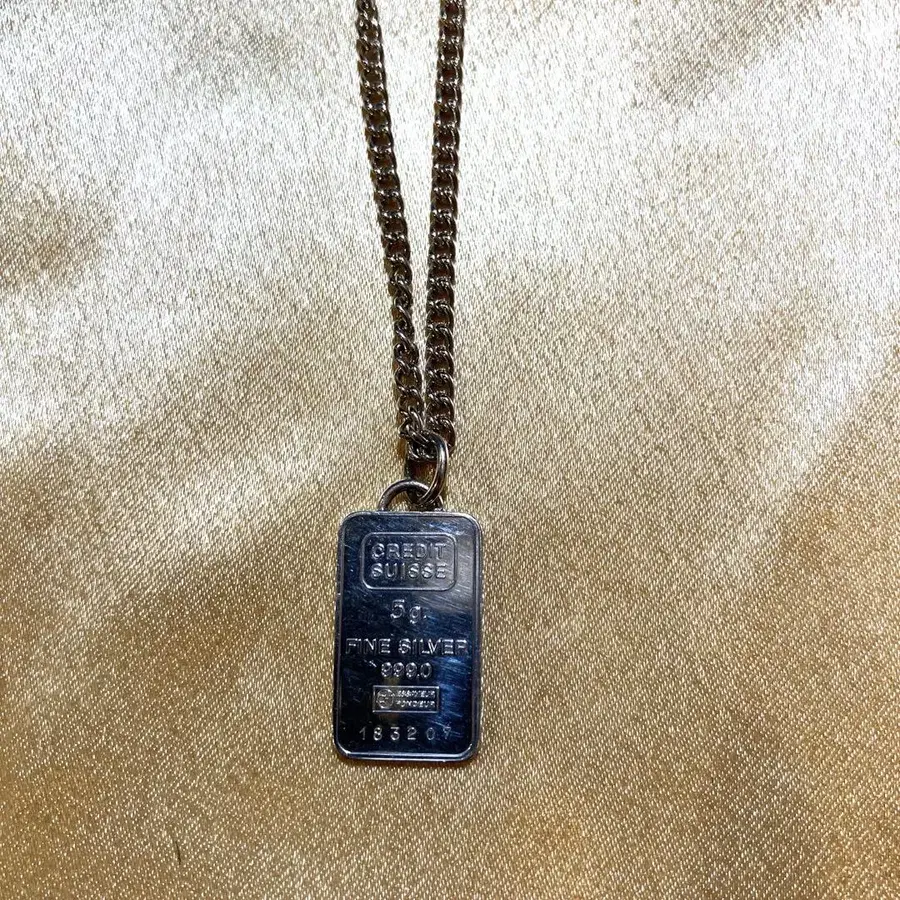 CREDIT
SUISSE
5g.
FINE SILVER
999.0
ESSAYEUR
FONDEUR
183207